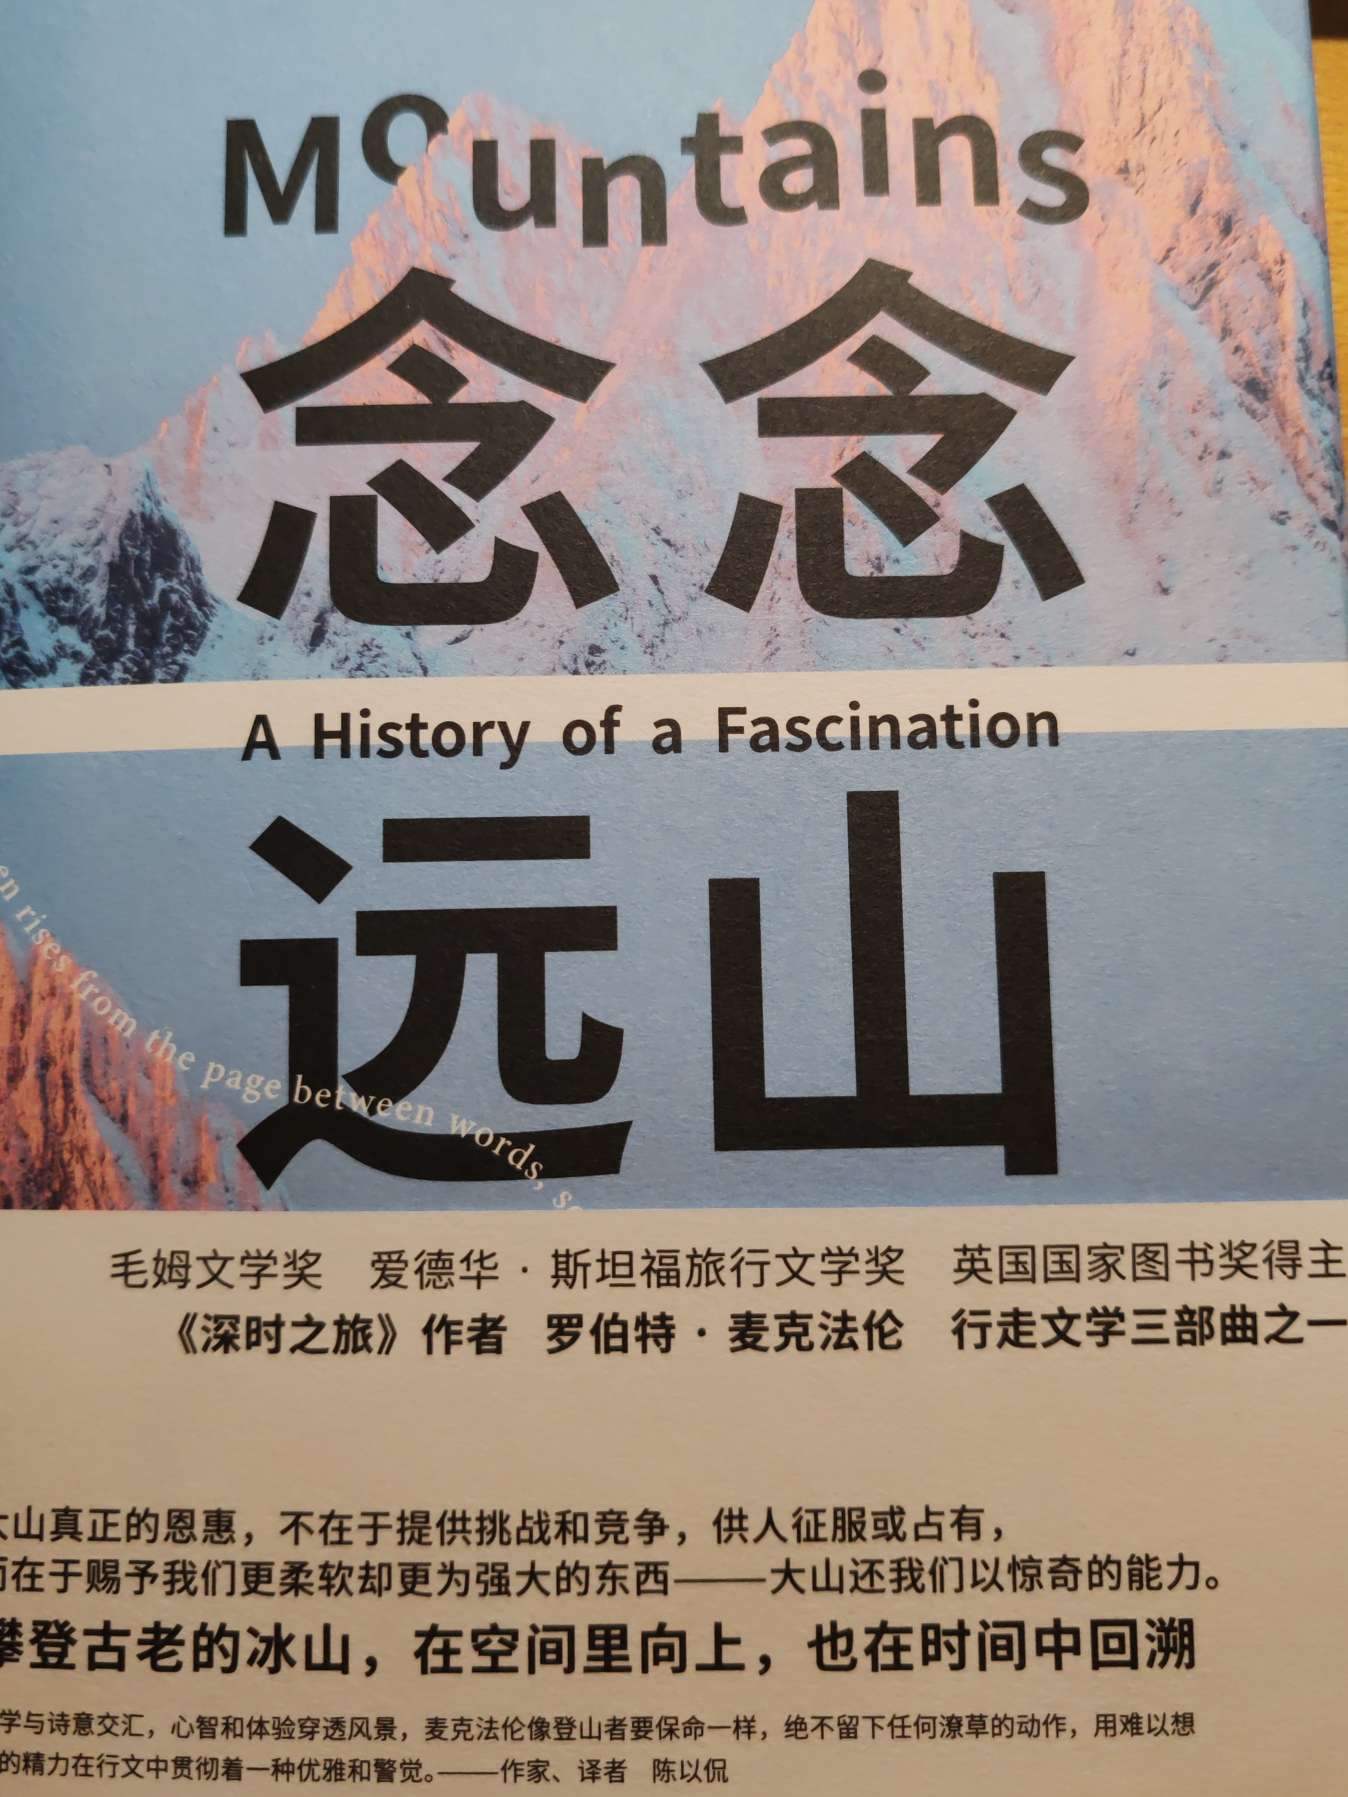 Mountains
念念
A History of a Fascination
远山
rises from the page between words,
毛姆文学奖 爱德华·斯坦福旅行文学奖 英国国家图书奖得主
《深时之旅》作者 罗伯特·麦克法伦 行走文学三部曲之一
大山真正的恩惠，不在于提供挑战和竞争，供人征服或占有，
而在于赐予我们更柔软却更为强大的东西——大山还我们以惊奇的能力。
攀登古老的冰山，在空间里向上，也在时间中回溯
学与诗意交汇，心智和体验穿透风景，麦克法伦像登山者要保命一样，绝不留下任何潦草的动作，用难以想
的精力在行文中贯彻着一种优雅和警觉。——作家、译者 陈以侃